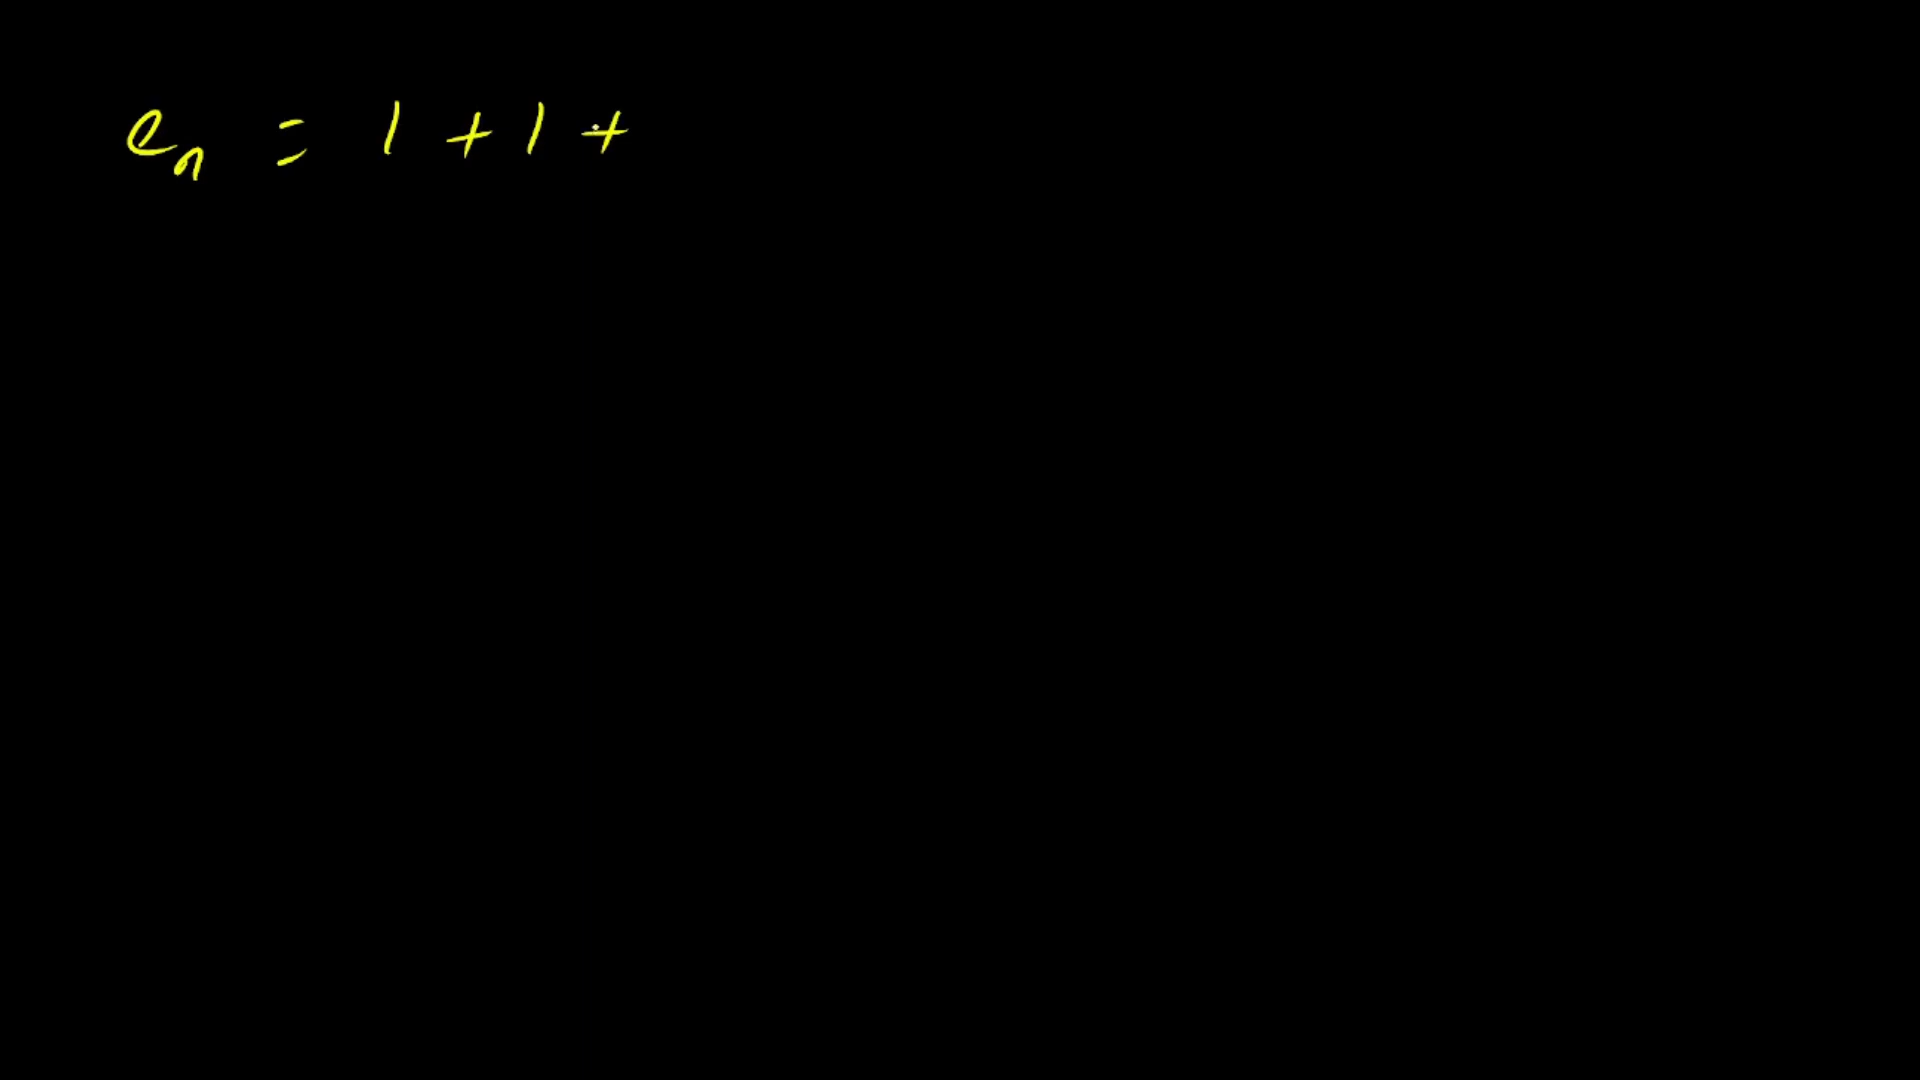 eₙ = 1 + 1 +